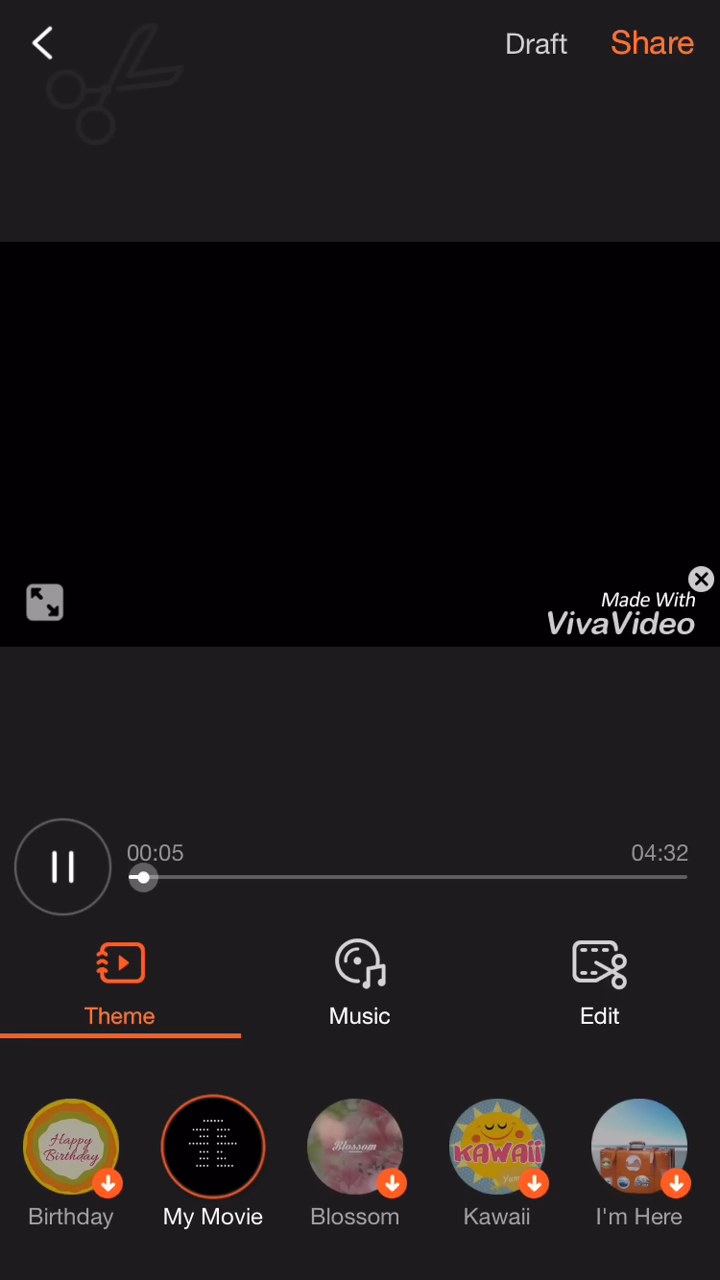 Draft
Share
Made With
VivaVideo
00:05
04:32
Theme
Music
Edit
Happy
Birthday
Blossom
KAWAII
Birthday
My Movie
Blossom
Kawaii
I'm Here